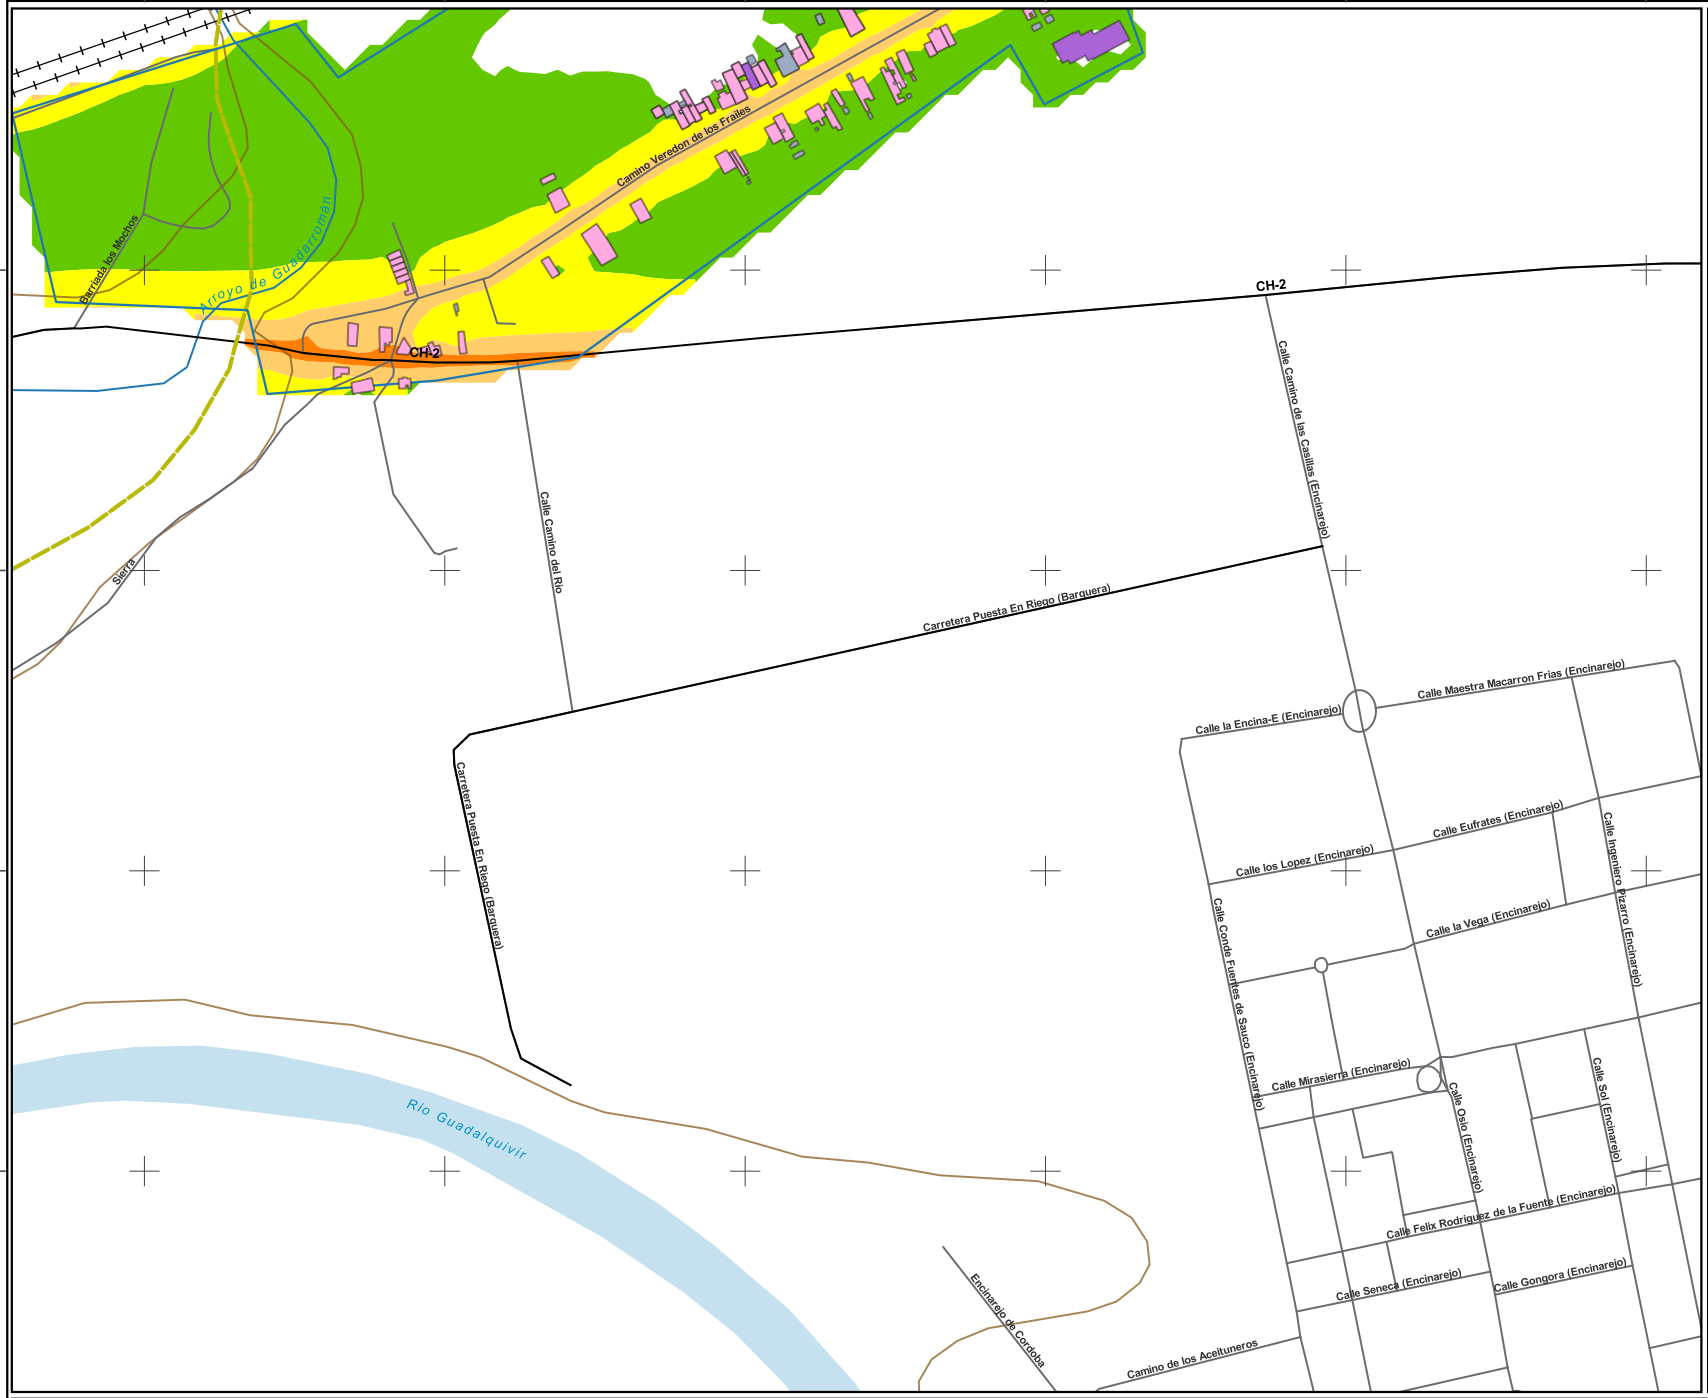 Camino Veredon de los Frailes
Barriada los Mochos
Arroyo de Guadarromán
CH-2
CH-2
Calle Camino de las Casillas (Encinarejo)
Calle Camino del Rio
Sierra
Carretera Puesta En Riego (Barquera)
Calle Maestra Macarron Frias (Encinarejo)
Calle la Encina-E (Encinarejo)
Carretera Puesta En Riego (Barquera)
Calle Eufrates (Encinarejo)
Calle los Lopez (Encinarejo)
Calle Ingeniero Pizarro (Encinarejo)
Calle la Vega (Encinarejo)
Calle Conde Fuentes de Sauco (Encinarejo)
Calle Mirasierra (Encinarejo)
Calle Sol (Encinarejo)
Calle Osio (Encinarejo)
Río Guadalquivir
Calle Felix Rodriguez de la Fuente (Encinarejo)
Calle Seneca (Encinarejo)
Calle Gongora (Encinarejo)
Encinarejo de Cordoba
Camino de los Aceituneros